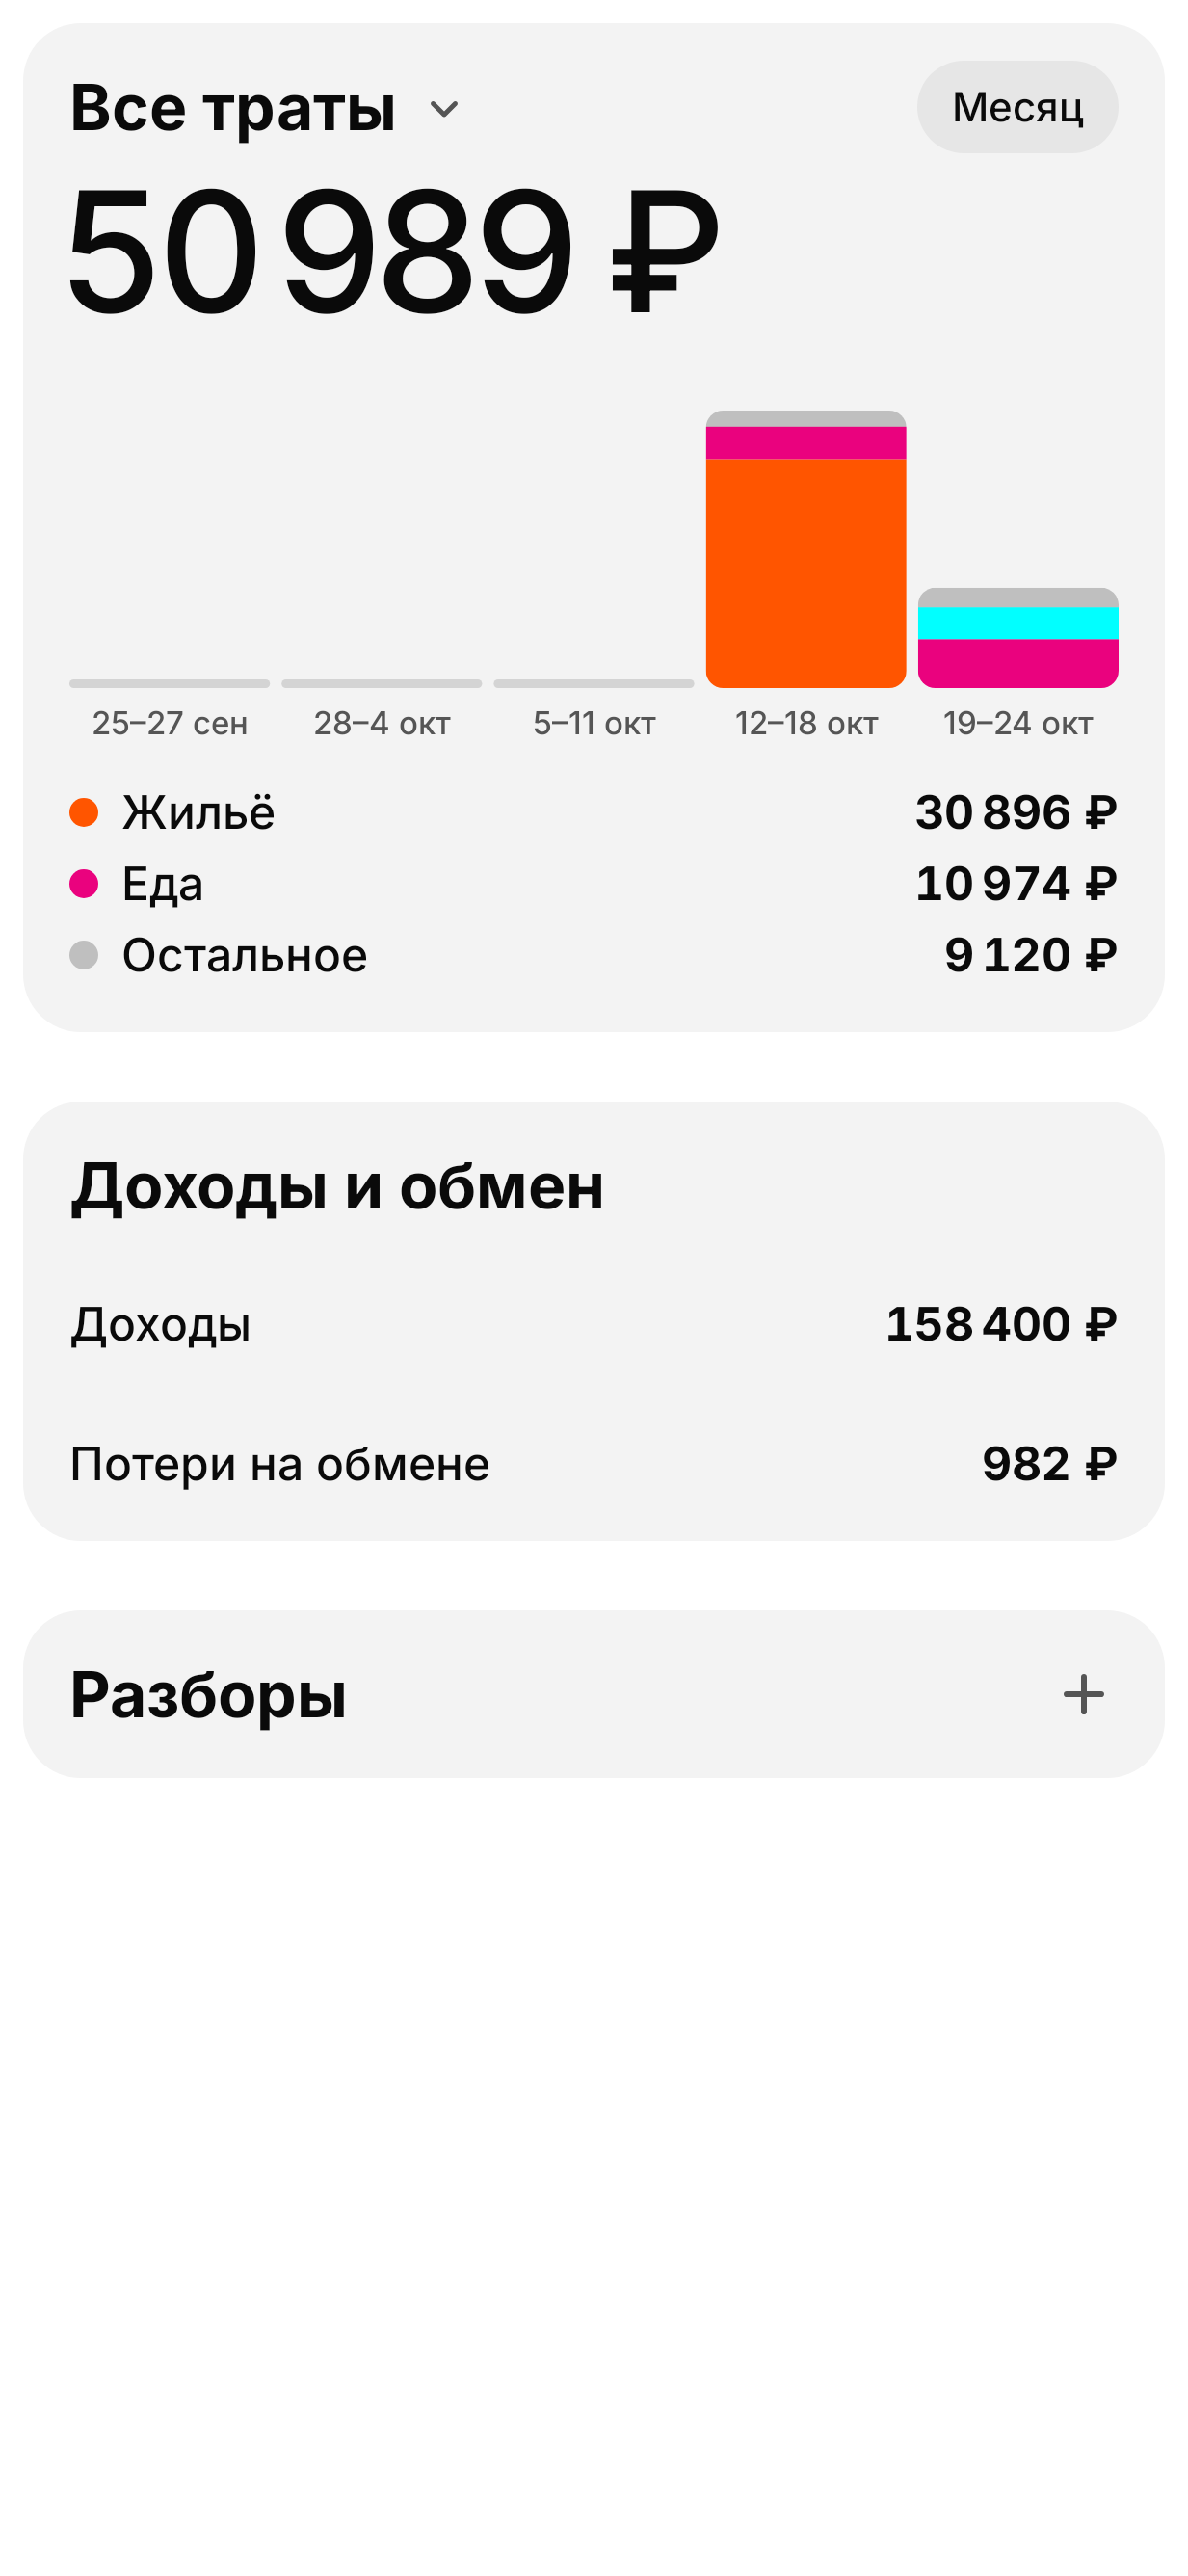 Все траты
Месяц
50 989 ₽
25–27 сен
28–4 окт
5–11 окт
12–18 окт
19–24 окт
Жильё 30 896 ₽
Еда 10 974 ₽
Остальное 9 120 ₽
Доходы и обмен
Доходы 158 400 ₽
Потери на обмене 982 ₽
Разборы